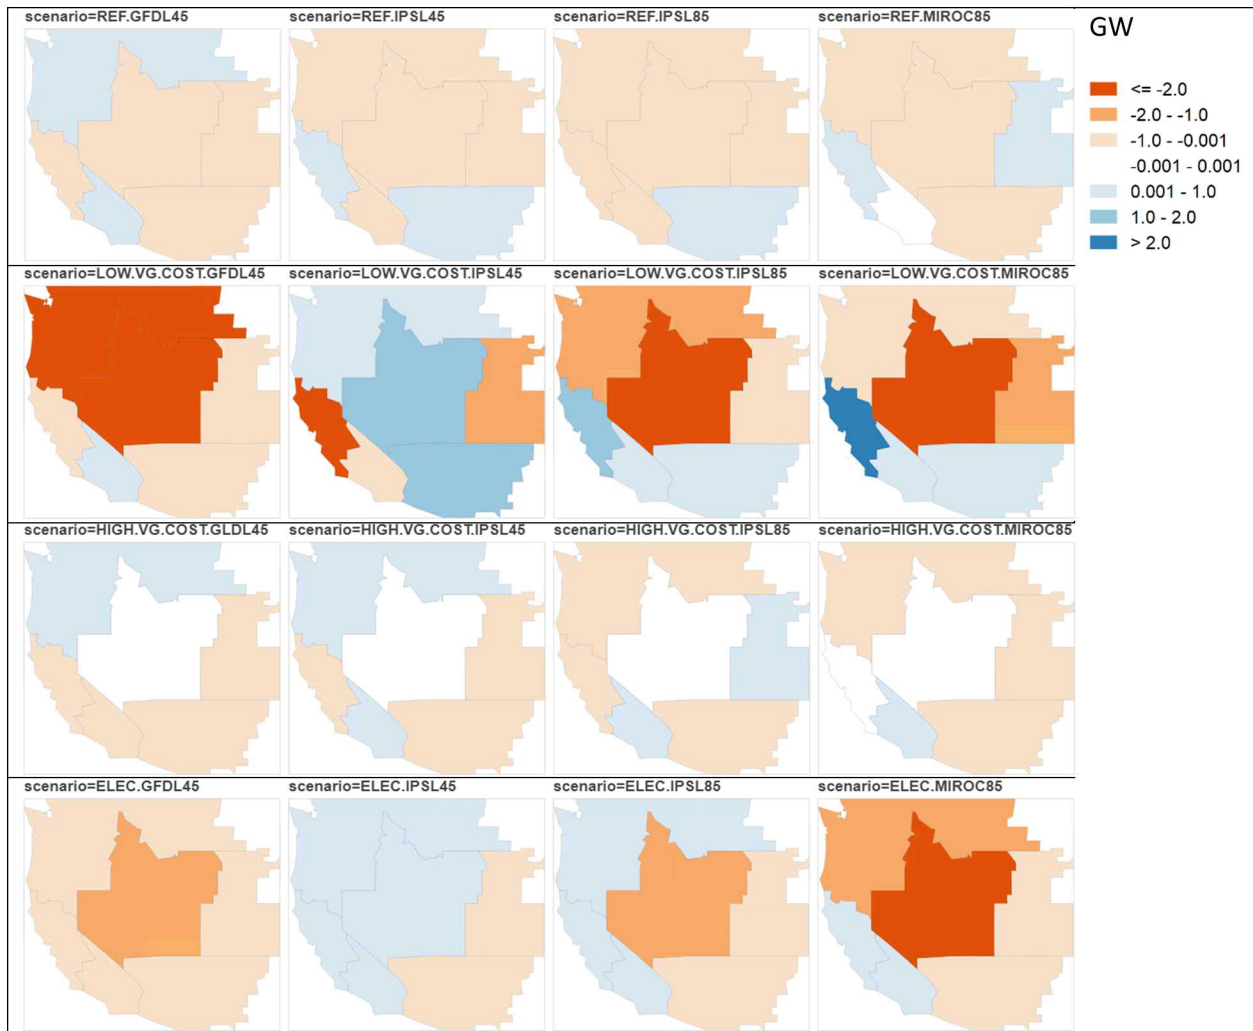 scenario=REF.GFDL45
scenario=REF.IPSL45
scenario=REF.IPSL85
scenario=REF.MIROC85
GW
<= -2.0
-2.0 - -1.0
-1.0 - -0.001
-0.001 - 0.001
0.001 - 1.0
1.0 - 2.0
> 2.0
scenario=LOW.VG.COST.GFDL45
scenario=LOW.VG.COST.IPSL45
scenario=LOW.VG.COST.IPSL85
scenario=LOW.VG.COST.MIROC85
scenario=HIGH.VG.COST.GLDL45
scenario=HIGH.VG.COST.IPSL45
scenario=HIGH.VG.COST.IPSL85
scenario=HIGH.VG.COST.MIROC85
scenario=ELEC.GFDL45
scenario=ELEC.IPSL45
scenario=ELEC.IPSL85
scenario=ELEC.MIROC85